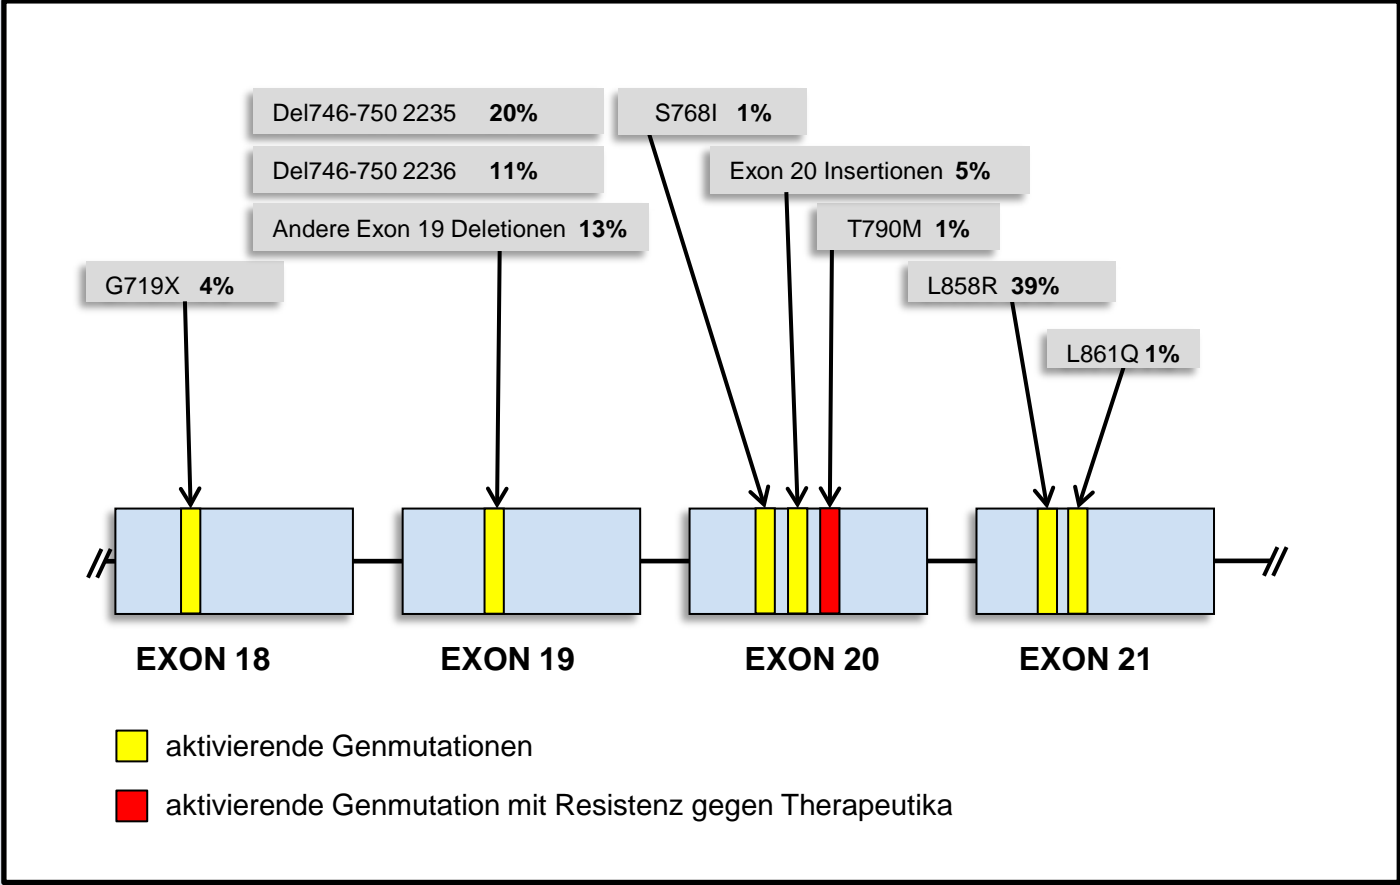 Del746-750 2235 20%
S768I 1%
Del746-750 2236 11%
Exon 20 Insertionen 5%
Andere Exon 19 Deletionen 13%
T790M 1%
G719X 4%
L858R 39%
L861Q 1%
EXON 18
EXON 19
EXON 20
EXON 21
aktivierende Genmutationen
aktivierende Genmutation mit Resistenz gegen Therapeutika